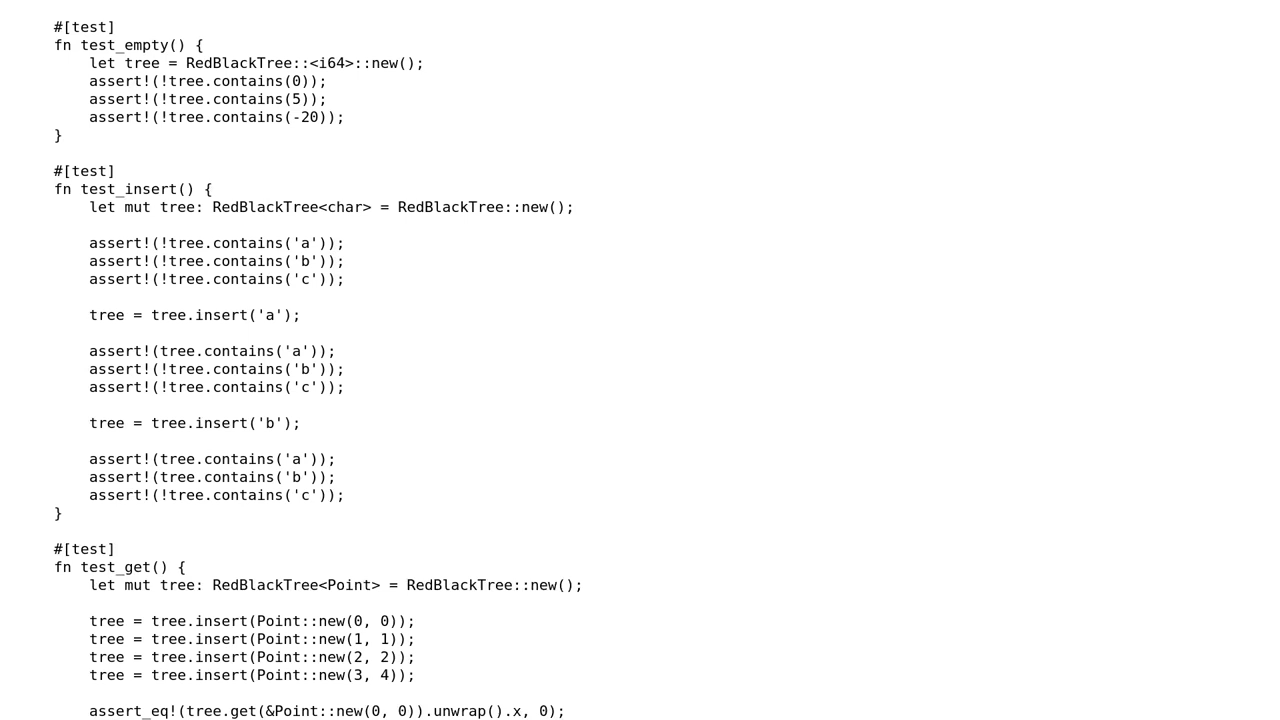 #[test]
fn test_empty() {
    let tree = RedBlackTree::<i64>::new();
    assert!(!tree.contains(0));
    assert!(!tree.contains(5));
    assert!(!tree.contains(-20));
}

#[test]
fn test_insert() {
    let mut tree: RedBlackTree<char> = RedBlackTree::new();

    assert!(!tree.contains('a'));
    assert!(!tree.contains('b'));
    assert!(!tree.contains('c'));

    tree = tree.insert('a');

    assert!(tree.contains('a'));
    assert!(!tree.contains('b'));
    assert!(!tree.contains('c'));

    tree = tree.insert('b');

    assert!(tree.contains('a'));
    assert!(tree.contains('b'));
    assert!(!tree.contains('c'));
}

#[test]
fn test_get() {
    let mut tree: RedBlackTree<Point> = RedBlackTree::new();

    tree = tree.insert(Point::new(0, 0));
    tree = tree.insert(Point::new(1, 1));
    tree = tree.insert(Point::new(2, 2));
    tree = tree.insert(Point::new(3, 4));

    assert_eq!(tree.get(&Point::new(0, 0)).unwrap().x, 0);